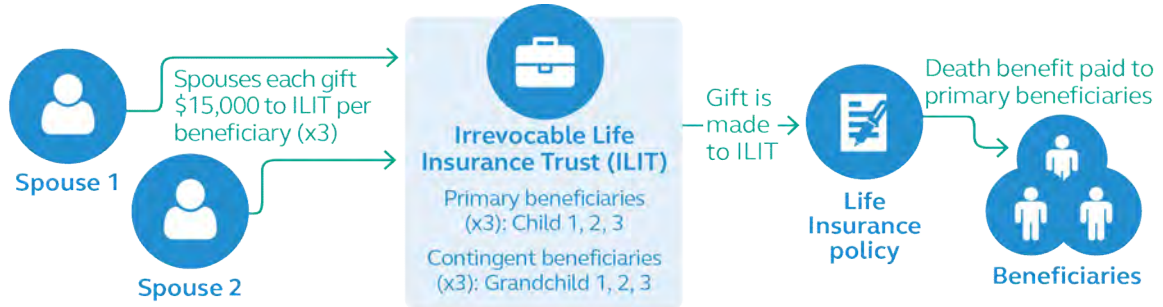 Spouse 1
Spouses each gift
$15,000 to ILIT per
beneficiary (x3)
Spouse 2
Irrevocable Life
Insurance Trust (ILIT)
Primary beneficiaries
(x3): Child 1, 2, 3
Contingent beneficiaries
(x3): Grandchild 1, 2, 3
Gift is
made
to ILIT
Life
Insurance
policy
Death benefit paid to
primary beneficiaries
Beneficiaries